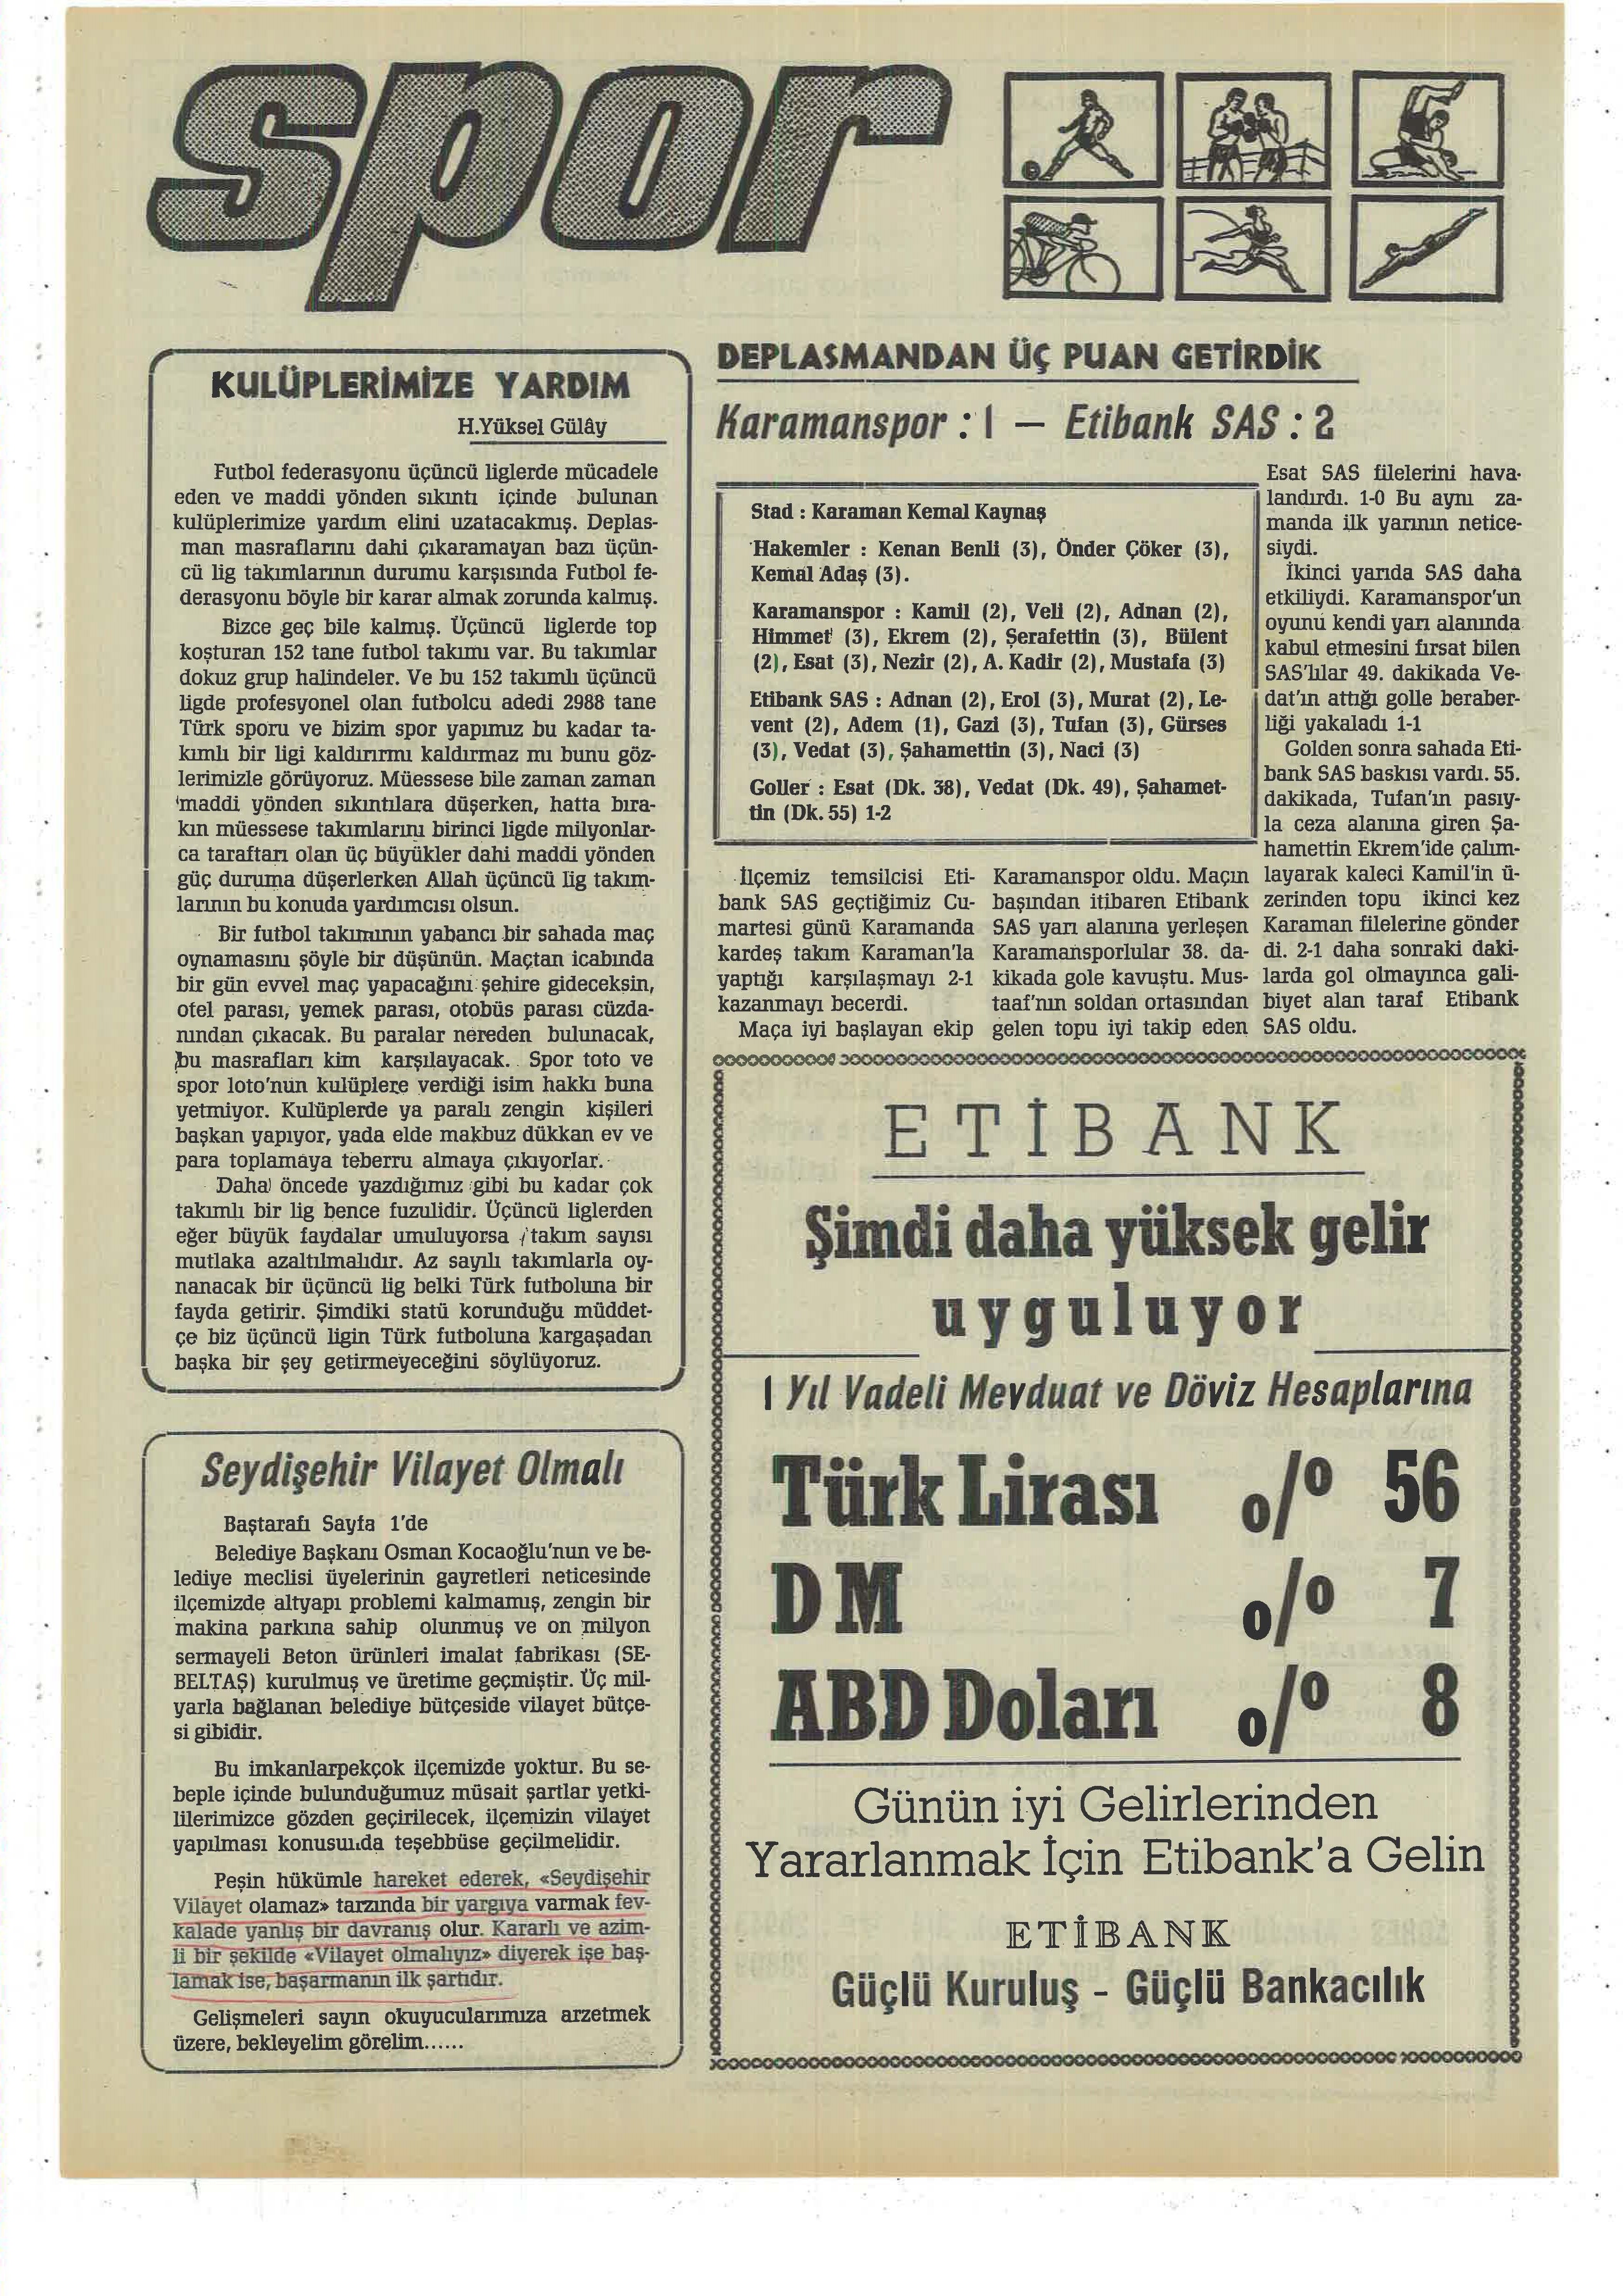 spor
KULÜPLERİMİZE YARDIM
H.Yüksel Gülây
Futbol federasyonu üçüncü liglerde mücadele
eden ve maddi yönden sıkıntı içinde bulunan
kulüplerimize yardım elini uzatacakmış. Deplas-
man masraflarını dahi çıkaramayan bazı üçün-
cü lig takımlarının durumu karşısında Futbol fe-
derasyonu böyle bir karar almak zorunda kalmış.
Bizce geç bile kalmış. Üçüncü liglerde top
koşturan 152 tane futbol takımı var. Bu takımlar
dokuz grup halindeler. Ve bu 152 takımlı üçüncü
ligde profesyonel olan futbolcu adedi 2988 tane
Türk sporu ve bizim spor yapımız bu kadar ta-
kımlı bir ligi kaldırırmı kaldırmaz mı bunu göz-
lerimizle görüyoruz. Müessese bile zaman zaman
maddi yönden sıkıntılara düşerken, hatta bıra-
kın müessese takımlarını birinci ligde milyonlar-
ca taraftarı olan üç büyükler dahi maddi yönden
güç duruma düşerlerken Allah üçüncü lig takım-
larının bu konuda yardımcısı olsun.
Bir futbol takımının yabancı bir sahada maç
oynamasını şöyle bir düşünün. Maçtan icabında
bir gün evvel maç yapacağını şehire gideceksin,
otel parası, yemek parası, otobüs parası cüzda-
nından çıkacak. Bu paralar nereden bulunacak,
bu masrafları kim karşılayacak. Spor toto ve
spor loto'nun kulüplere verdiği isim hakkı buna
yetmiyor. Kulüplerde ya paralı zengin kişileri
başkan yapıyor, yada elde makbuz dükkan ev ve
para toplamaya teberru almaya çıkıyorlar.
Daha öncede yazdığımız gibi bu kadar çok
takımlı bir lig bence fuzulidir. Üçüncü liglerden
eğer büyük faydalar umuluyorsa takım sayısı
mutlaka azaltılmalıdır. Az sayılı takımlarla oy-
nanacak bir üçüncü lig belki Türk futboluna bir
fayda getirir. Şimdiki statü korunduğu müddet-
çe biz üçüncü ligin Türk futboluna kargaşadan
başka bir şey getirmeyeceğini söylüyoruz.
Seydişehir Vilayet Olmalı
Baştarafı Sayfa 1'de
Belediye Başkanı Osman Kocaoğlu'nun ve be-
lediye meclisi üyelerinin gayretleri neticesinde
ilçemizde altyapı problemi kalmamış, zengin bir
makina parkına sahip olunmuş ve on milyon
sermayeli Beton ürünleri imalat fabrikası (SE-
BELTAŞ) kurulmuş ve üretime geçmiştir. Üç mil-
yarla bağlanan belediye bütçeside vilayet bütçe-
si gibidir.
Bu imkanlarpekçok ilçemizde yoktur. Bu se-
beple içinde bulunduğumuz müsait şartlar yetki-
lilerimizce gözden geçirilecek, ilçemizin vilayet
yapılması konusunda teşebbüse geçilmelidir.
Peşin hükümle hareket ederek, «Seydişehir
Vilâyet olamaz» tarzında bir yargıya varmak fev-
kalade yanlış bir davranış olur. Kararlı ve azim-
li bir şekilde «Vilayet olmalıyız» diyerek işe baş-
lamak ise, başarmanın ilk şartıdır.
Gelişmeleri sayın okuyucularımıza arzetmek
üzere, bekleyelim görelim......
DEPLASMANDAN ÜÇ PUAN GETİRDİK
Karamanspor : 1 — Etibank SAS : 2
Stad : Karaman Kemal Kaynaş
Hakemler : Kenan Benli (3), Önder Çöker (3),
Kemal Adaş (3).
Karamanspor : Kamil (2), Veli (2), Adnan (2),
Himmet (3), Ekrem (2), Şerafettin (3), Bülent
(2), Esat (3), Nezir (2), A. Kadir (2), Mustafa (3)
Etibank SAS : Adnan (2), Erol (3), Murat (2), Le-
vent (2), Adem (1), Gazi (3), Tufan (3), Gürses
(3), Vedat (3), Şahamettin (3), Naci (3)
Goller : Esat (Dk. 38), Vedat (Dk. 49), Şahamet-
tin (Dk. 55) 1-2
İlçemiz temsilcisi Eti-
bank SAS geçtiğimiz Cu-
martesi günü Karamanda
kardeş takım Karaman'la
yaptığı karşılaşmayı 2-1
kazanmayı becerdi.
Maça iyi başlayan ekip
Karamanspor oldu. Maçın
başından itibaren Etibank
SAS yarı alanına yerleşen
Karamansporlular 38. da-
kikada gole kavuştu. Mus-
taaf'nın soldan ortasından
gelen topu iyi takip eden
Esat SAS filelerini hava-
landırdı. 1-0 Bu aynı za-
manda ilk yarının netice-
siydi.
İkinci yarıda SAS daha
etkiliydi. Karamanspor'un
oyunu kendi yarı alanında
kabul etmesini fırsat bilen
SAS'lılar 49. dakikada Ve-
dat'ın attığı golle beraber-
liği yakaladı 1-1
Golden sonra sahada Eti-
bank SAS baskısı vardı. 55.
dakikada, Tufan'ın pasıy-
la ceza alanına giren Şa-
hamettin Ekrem'ide çalım-
layarak kaleci Kamil'in ü-
zerinden topu ikinci kez
Karaman filelerine gönder
di. 2-1 daha sonraki daki-
larda gol olmayınca gali-
biyet alan taraf Etibank
SAS oldu.
ETİBANK
Şimdi daha yüksek gelir
uyguluyor
1 Yıl Vadeli Mevduat ve Döviz Hesaplarına
Türk Lirası o/o 56
DM o/o 7
ABD Doları o/o 8
Günün iyi Gelirlerinden
Yararlanmak İçin Etibank'a Gelin
ETİBANK
Güçlü Kuruluş - Güçlü Bankacılık